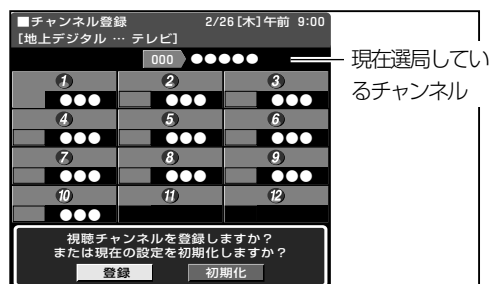 ■チャンネル登録 2/26[木]午前 9:00
[地上デジタル … テレビ]
000 ●●●●●
現在選局してい
るチャンネル
1 2 3
●●● ●●● ●●●
4 5 6
●●● ●●● ●●●
7 8 9
●●● ●●● ●●●
10 11 12
●●●
視聴チャンネルを登録しますか?
または現在の設定を初期化しますか?
登録 初期化